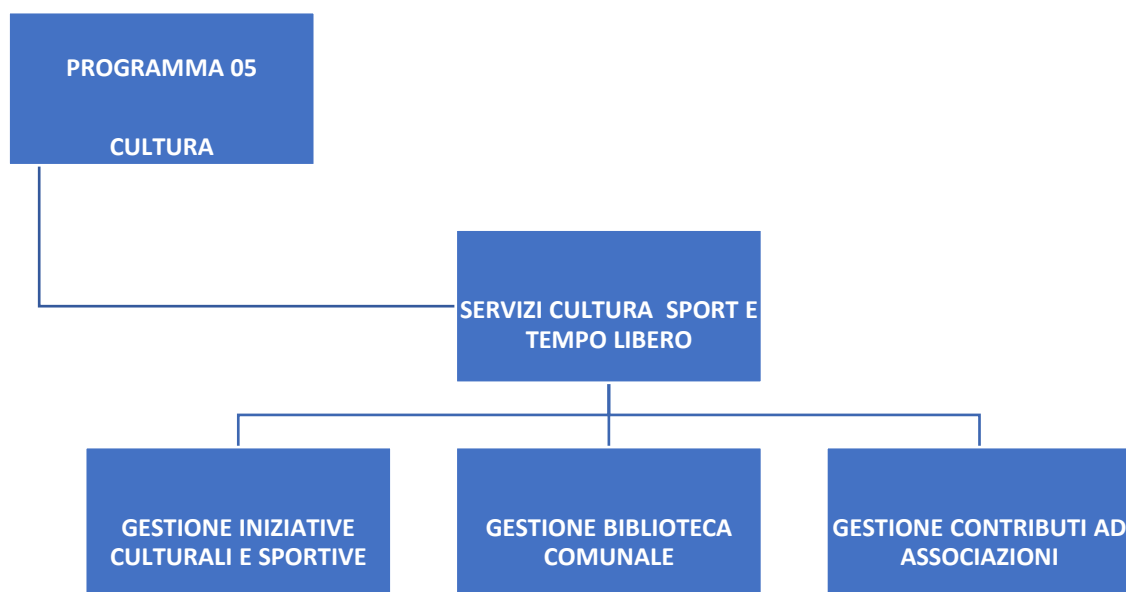 PROGRAMMA 05
CULTURA
SERVIZI CULTURA SPORT E
TEMPO LIBERO
GESTIONE INIZIATIVE
CULTURALI E SPORTIVE
GESTIONE BIBLIOTECA
COMUNALE
GESTIONE CONTRIBUTI AD
ASSOCIAZIONI